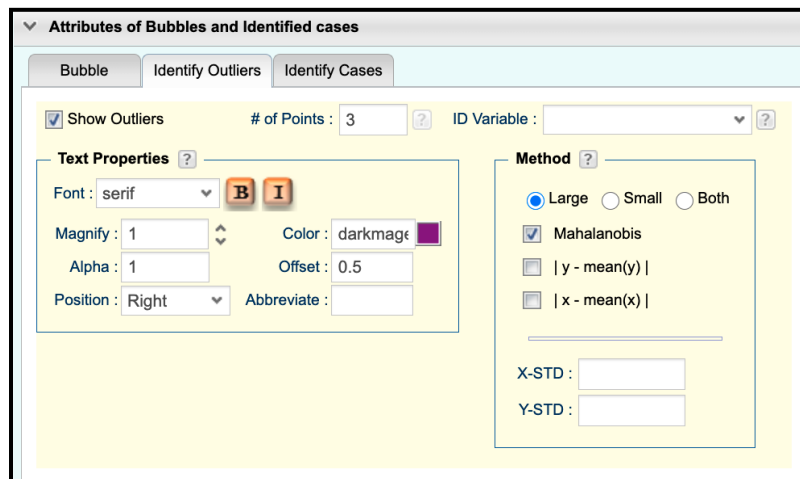 Attributes of Bubbles and Identified cases
Bubble Identify Outliers Identify Cases
Show Outliers # of Points : 3 ? ID Variable : ?
Text Properties ?
Font : serif B I
Magnify : 1 Color : darkmage
Alpha : 1 Offset : 0.5
Position : Right Abbreviate :
Method ?
Large Small Both
Mahalanobis
| y - mean(y) |
| x - mean(x) |
X-STD :
Y-STD :